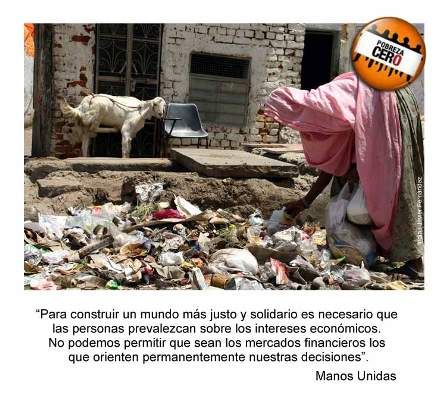 POBREZA
CERO
“Para construir un mundo más justo y solidario es necesario que
las personas prevalezcan sobre los intereses económicos.
No podemos permitir que sean los mercados financieros los
que orienten permanentemente nuestras decisiones”.
Manos Unidas